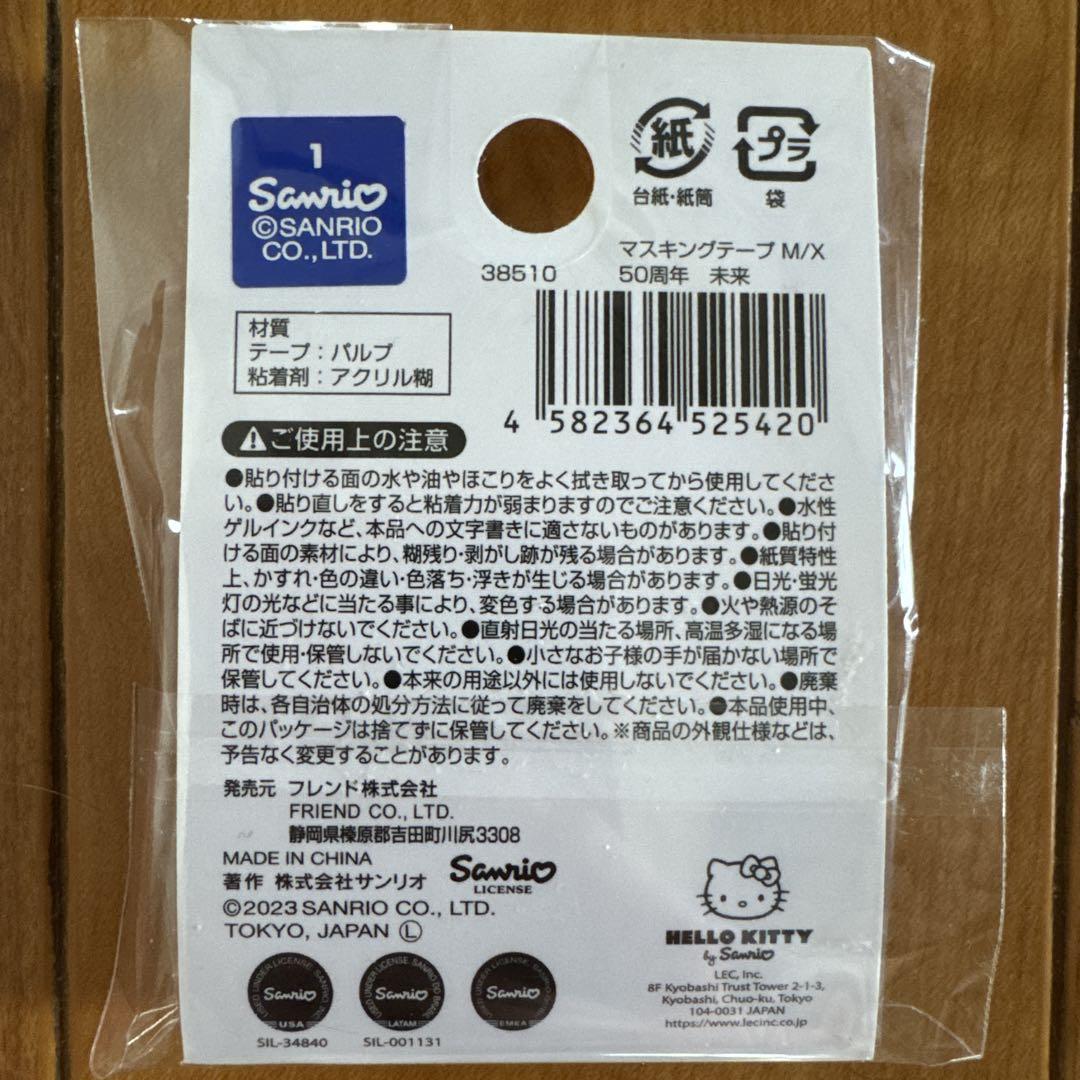 1
Sanrio
©SANRIO
CO.,LTD.
紙
台紙・紙筒
プラ
袋
38510
マスキングテープ M/X
50周年 未来
材質
テープ：パルプ
粘着剤：アクリル糊
4 582364 525420
ご使用上の注意
●貼り付ける面の水や油やほこりをよく拭き取ってから使用してくださ
い。●貼り直しをすると粘着力が弱まりますのでご注意ください。●水性
ゲルインクなど、本品への文字書きに適さないものがあります。●貼り付
ける面の素材により、糊残り・剥がし跡が残る場合があります。●紙質特性
上、かすれ・色の違い・色落ち・浮きが生じる場合があります。●日光・蛍光
灯の光などに当たる事により、変色する場合があります。●火や熱源のそ
ばに近づけないでください。●直射日光の当たる場所、高温多湿になる場
所で使用・保管しないでください。●小さなお子様の手が届かない場所で
保管してください。●本来の用途以外には使用しないでください。●廃棄
時は、各自治体の処分方法に従って廃棄をしてください。●本品使用中、
このパッケージは捨てずに保管してください。※商品の外観仕様などは、
予告なく変更することがあります。
発売元 フレンド株式会社
FRIEND CO., LTD.
静岡県榛原郡吉田町川尻3308
MADE IN CHINA
著作 株式会社サンリオ
Sanrio
LICENSE
©2023 SANRIO CO., LTD.
TOKYO, JAPAN Ⓛ
HELLO KITTY
by Sanrio
LEC, Inc.
8F Kyobashi Trust Tower 2-1-3,
Kyobashi, Chuo-ku, Tokyo
104-0031 JAPAN
https://www.lecinc.co.jp
USED UNDER LICENSE. SANRIO, INC.
Sanrio
USA
SIL-34840
USED UNDER LICENSE. SANRIO DO BRASIL
Sanrio
LATAM
SIL-001131
USED UNDER LICENSE. SANRIO
Sanrio
EMEA